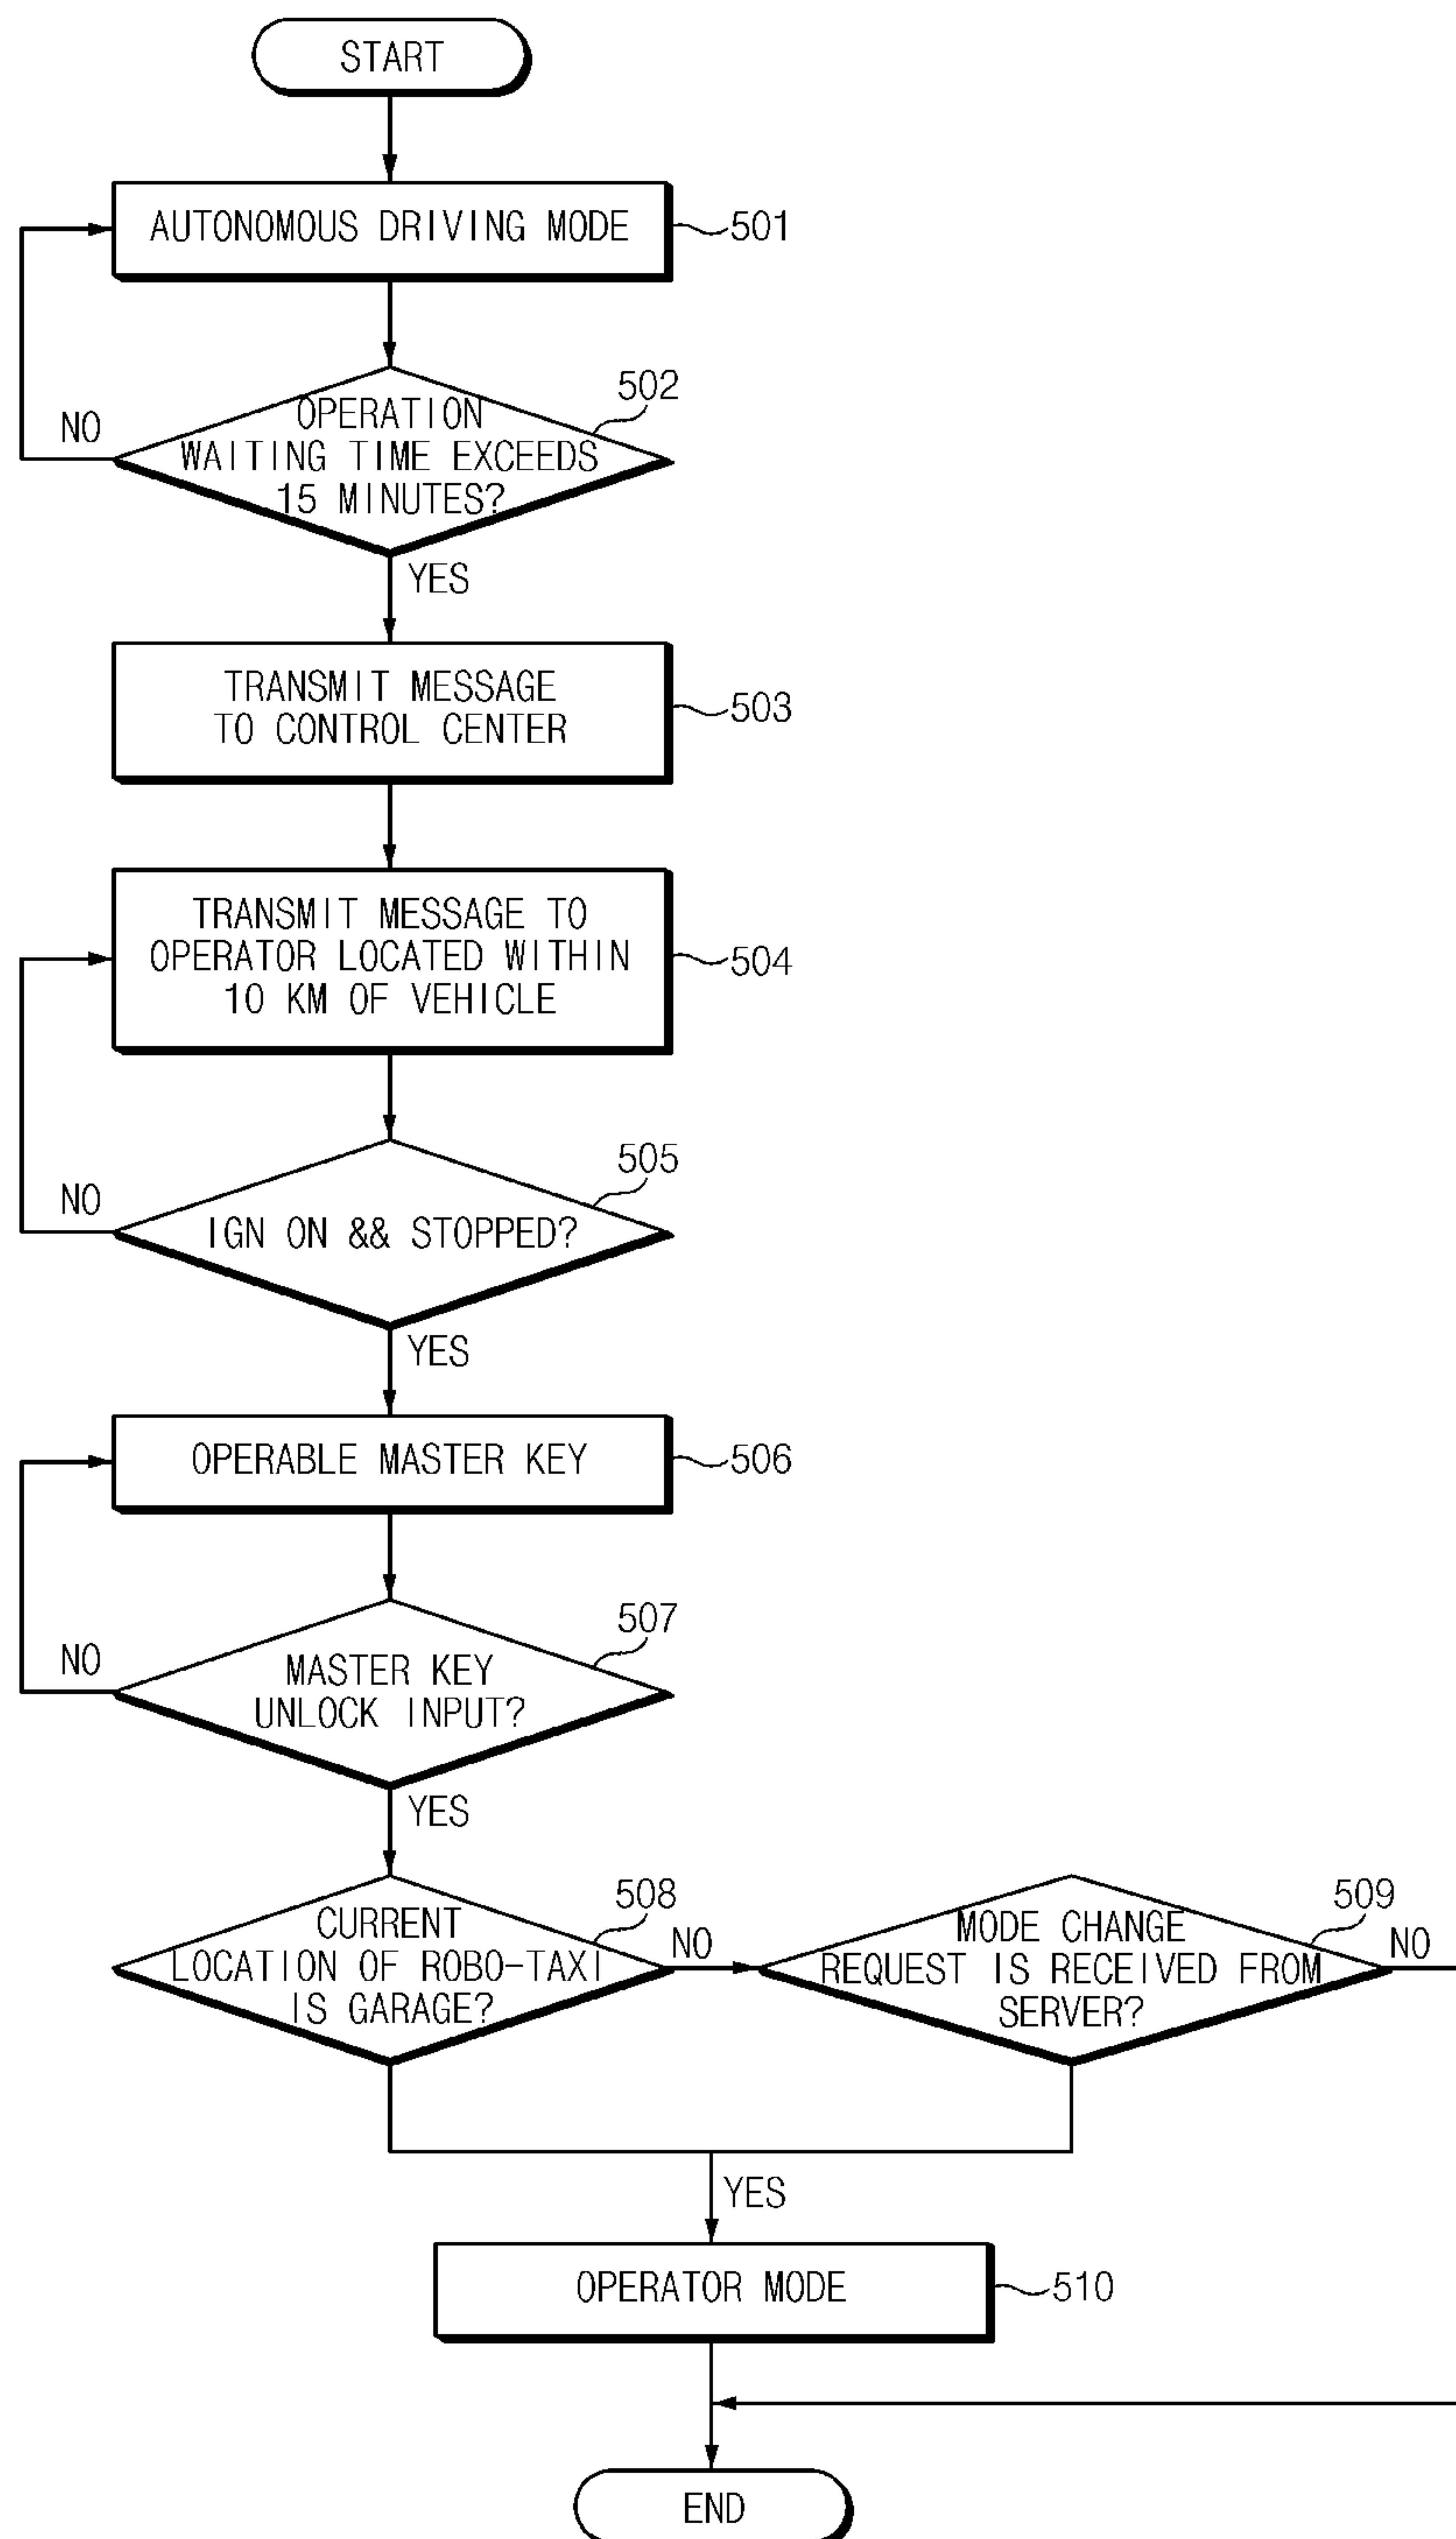 START
AUTONOMOUS DRIVING MODE
501
502
OPERATION
WAITING TIME EXCEEDS
15 MINUTES?
NO
YES
TRANSMIT MESSAGE
TO CONTROL CENTER
503
TRANSMIT MESSAGE TO
OPERATOR LOCATED WITHIN
10 KM OF VEHICLE
504
505
IGN ON && STOPPED?
NO
YES
OPERABLE MASTER KEY
506
507
MASTER KEY
UNLOCK INPUT?
NO
YES
508
CURRENT
LOCATION OF ROBO-TAXI
IS GARAGE?
NO
509
MODE CHANGE
REQUEST IS RECEIVED FROM
SERVER?
NO
YES
OPERATOR MODE
510
END